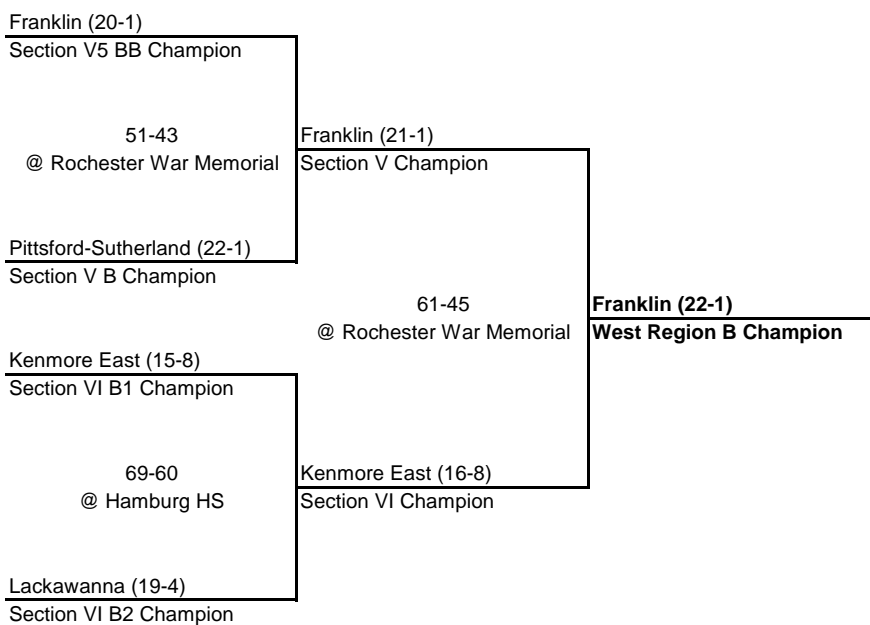 Franklin (20-1)
Section V5 BB Champion
51-43
@ Rochester War Memorial
Franklin (21-1)
Section V Champion
Pittsford-Sutherland (22-1)
Section V B Champion
61-45
@ Rochester War Memorial
Franklin (22-1)
West Region B Champion
Kenmore East (15-8)
Section VI B1 Champion
69-60
@ Hamburg HS
Kenmore East (16-8)
Section VI Champion
Lackawanna (19-4)
Section VI B2 Champion